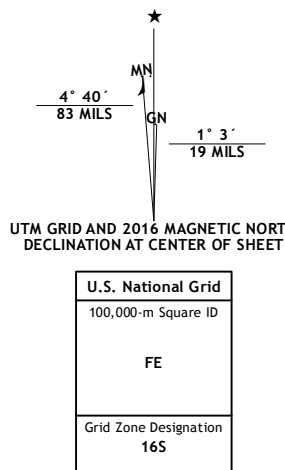 ★
MN
4° 40´
83 MILS
GN
1° 3´
19 MILS
UTM GRID AND 2016 MAGNETIC NORT
DECLINATION AT CENTER OF SHEET
U.S. National Grid
100,000-m Square ID
FE
Grid Zone Designation
16S